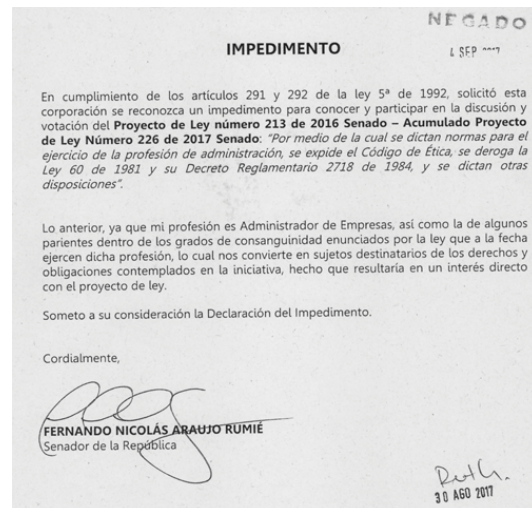 NEGADO
SEP
IMPEDIMENTO
En cumplimiento de los artículos 291 y 292 de la ley 5ª de 1992, solicitó esta
corporación se reconozca un impedimento para conocer y participar en la discusión y
votación del Proyecto de Ley número 213 de 2016 Senado – Acumulado Proyecto
de Ley Número 226 de 2017 Senado: “Por medio de la cual se dictan normas para el
ejercicio de la profesión de administración, se expide el Código de Ética, se deroga la
Ley 60 de 1981 y su Decreto Reglamentario 2718 de 1984, y se dictan otras
disposiciones”.
Lo anterior, ya que mi profesión es Administrador de Empresas, así como la de algunos
parientes dentro de los grados de consanguinidad enunciados por la ley que a la fecha
ejercen dicha profesión, lo cual nos convierte en sujetos destinatarios de los derechos y
obligaciones contemplados en la iniciativa, hecho que resultaría en un interés directo
con el proyecto de ley.
Someto a su consideración la Declaración del Impedimento.
Cordialmente,
FERNANDO NICOLÁS ARAUJO RUMIÉ
Senador de la República
30 AGO 2017